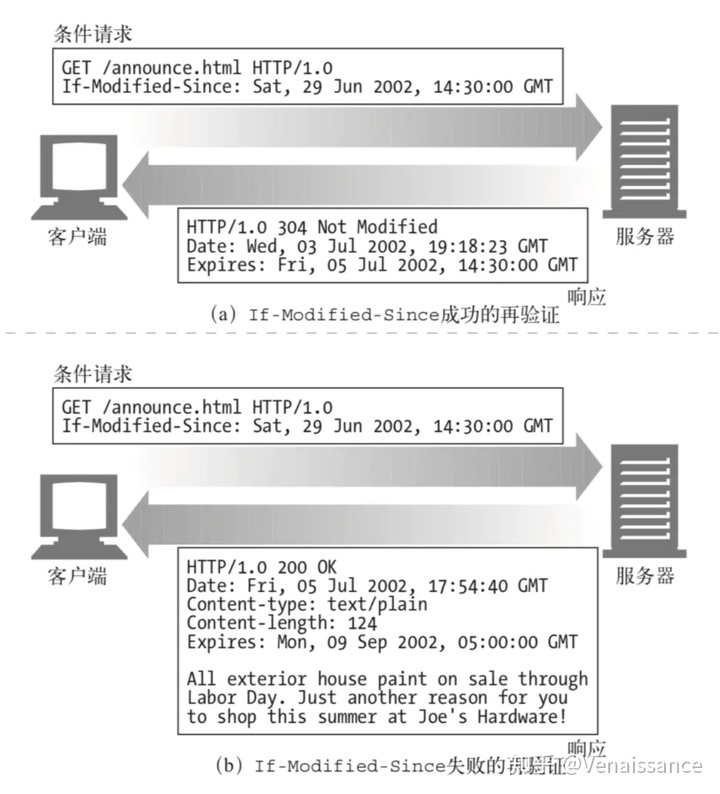 条件请求
GET /announce.html HTTP/1.0
If-Modified-Since: Sat, 29 Jun 2002, 14:30:00 GMT
客户端
服务器
HTTP/1.0 304 Not Modified
Date: Wed, 03 Jul 2002, 19:18:23 GMT
Expires: Fri, 05 Jul 2002, 14:30:00 GMT
响应
(a) If-Modified-Since成功的再验证
条件请求
GET /announce.html HTTP/1.0
If-Modified-Since: Sat, 29 Jun 2002, 14:30:00 GMT
客户端
服务器
HTTP/1.0 200 OK
Date: Fri, 05 Jul 2002, 17:54:40 GMT
Content-type: text/plain
Content-length: 124
Expires: Mon, 09 Sep 2002, 05:00:00 GMT
All exterior house paint on sale through
Labor Day. Just another reason for you
to shop this summer at Joe's Hardware!
响应
(b) If-Modified-Since失败的再验证
知乎 @Venaissance